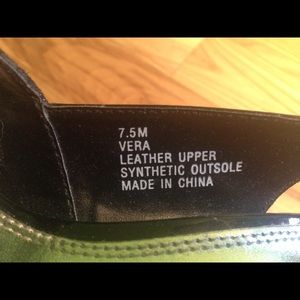 7.5M
VERA
LEATHER UPPER
SYNTHETIC OUTSOLE
MADE IN CHINA